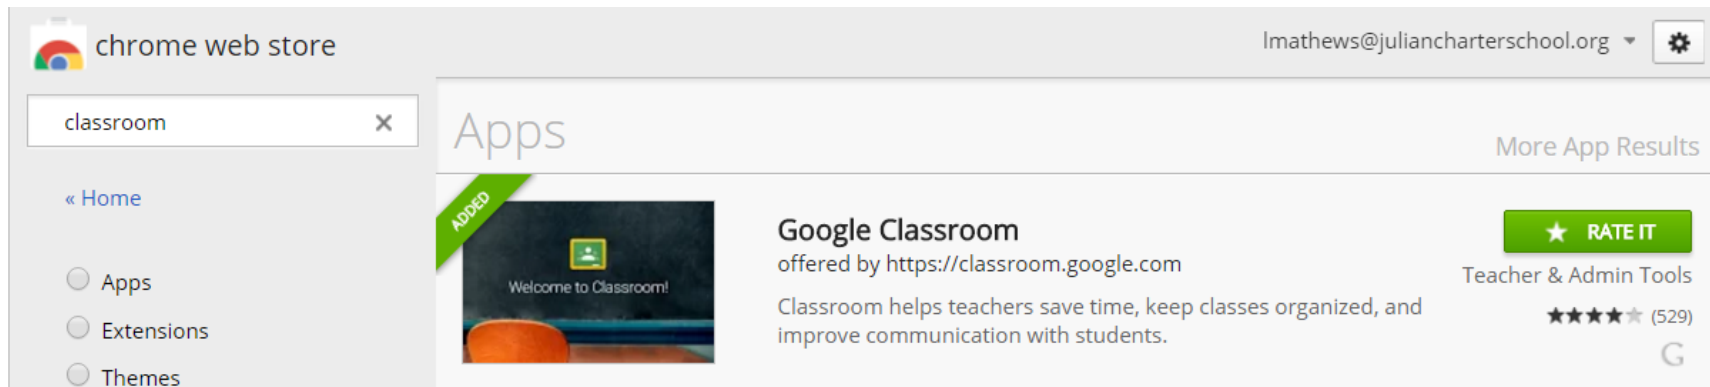 chrome web store
lmathews@juliancharterschool.org
classroom
« Home
Apps
Extensions
Themes
Apps
More App Results
ADDED
Welcome to Classroom!
Google Classroom
offered by https://classroom.google.com
Classroom helps teachers save time, keep classes organized, and
improve communication with students.
RATE IT
Teacher & Admin Tools
(529)
G